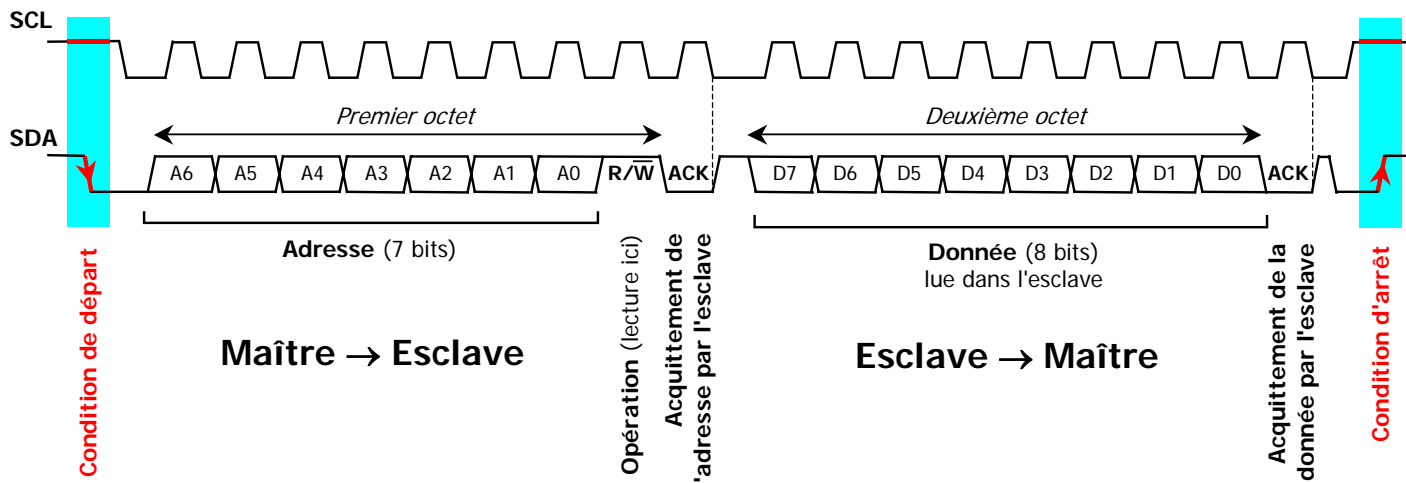 SCL
SDA
Premier octet
Deuxième octet
A6 A5 A4 A3 A2 A1 A0 R/W̅ ACK
D7 D6 D5 D4 D3 D2 D1 D0 ACK
Adresse (7 bits)
Donnée (8 bits)
lue dans l'esclave
Maître → Esclave
Esclave → Maître
Condition de départ
Opération (lecture ici)
Acquittement de
'adresse par l'esclave
Acquittement de la
donnée par l'esclave
Condition d'arrêt